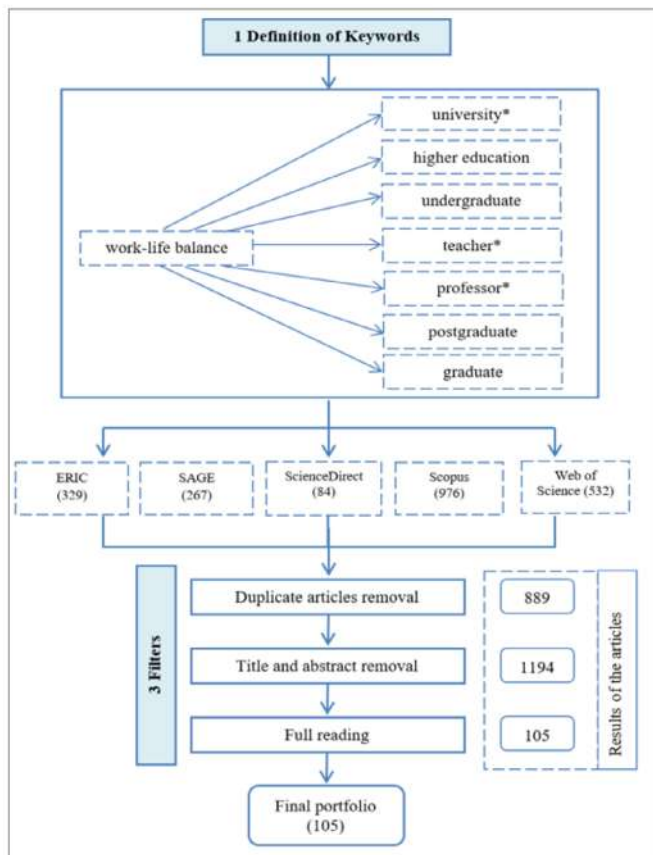 1 Definition of Keywords
work-life balance
university*
higher education
undergraduate
teacher*
professor*
postgraduate
graduate
ERIC
(329)
SAGE
(267)
ScienceDirect
(84)
Scopus
(976)
Web of
Science (532)
3 Filters
Duplicate articles removal
889
Title and abstract removal
1194
Full reading
105
Results of the articles
Final portfolio
(105)